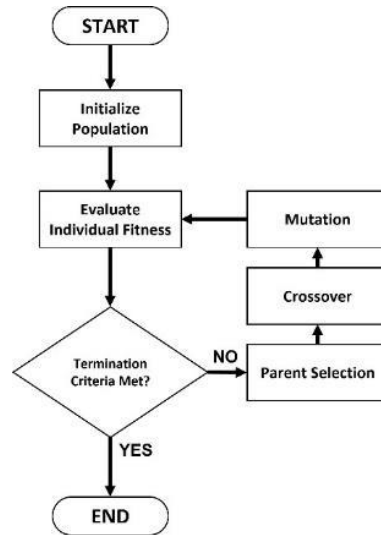 START
Initialize
Population
Evaluate
Individual Fitness
Mutation
Crossover
Termination
Criteria Met?
NO
Parent Selection
YES
END